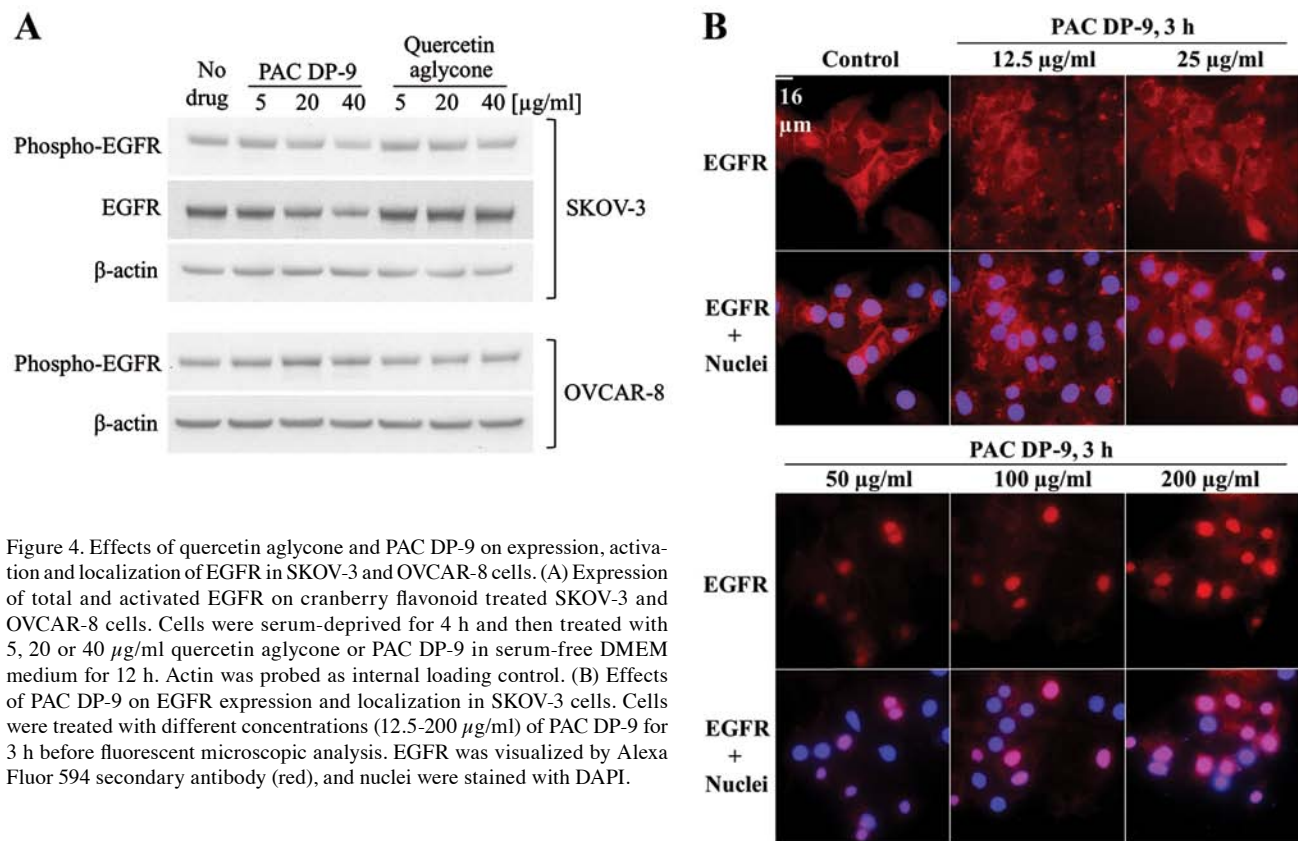 A
No
drug
PAC DP-9
Quercetin
aglycone
5 20 40 5 20 40 [µg/ml]
Phospho-EGFR
EGFR
β-actin
SKOV-3
Phospho-EGFR
β-actin
OVCAR-8
Figure 4. Effects of quercetin aglycone and PAC DP-9 on expression, activa-
tion and localization of EGFR in SKOV-3 and OVCAR-8 cells. (A) Expression
of total and activated EGFR on cranberry flavonoid treated SKOV-3 and
OVCAR-8 cells. Cells were serum-deprived for 4 h and then treated with
5, 20 or 40 µg/ml quercetin aglycone or PAC DP-9 in serum-free DMEM
medium for 12 h. Actin was probed as internal loading control. (B) Effects
of PAC DP-9 on EGFR expression and localization in SKOV-3 cells. Cells
were treated with different concentrations (12.5-200 µg/ml) of PAC DP-9 for
3 h before fluorescent microscopic analysis. EGFR was visualized by Alexa
Fluor 594 secondary antibody (red), and nuclei were stained with DAPI.
B
PAC DP-9, 3 h
Control 12.5 µg/ml 25 µg/ml
16
µm
EGFR
EGFR
+
Nuclei
PAC DP-9, 3 h
50 µg/ml 100 µg/ml 200 µg/ml
EGFR
EGFR
+
Nuclei